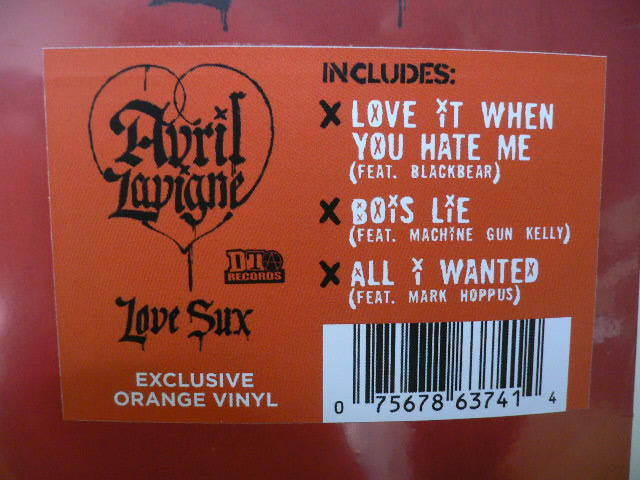 Avril
Lavigne
DTA
RECORDS
Love Sux
EXCLUSIVE
ORANGE VINYL
INCLUDES:
LOVE iT WHEN
YOU HATE ME
(FEAT. BLACKBEAR)
BOiS LiE
(FEAT. MACHiNE GUN KELLY)
ALL i WANTED
(FEAT. MARK HOPPUS)
0 75678 63741 4